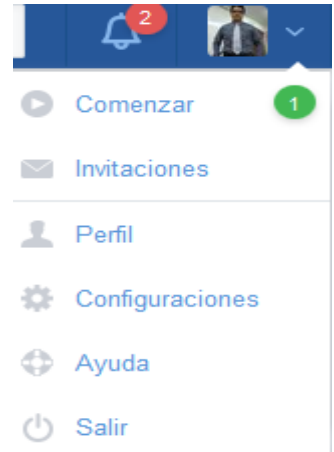 2
Comenzar 1
Invitaciones
Perfil
Configuraciones
Ayuda
Salir